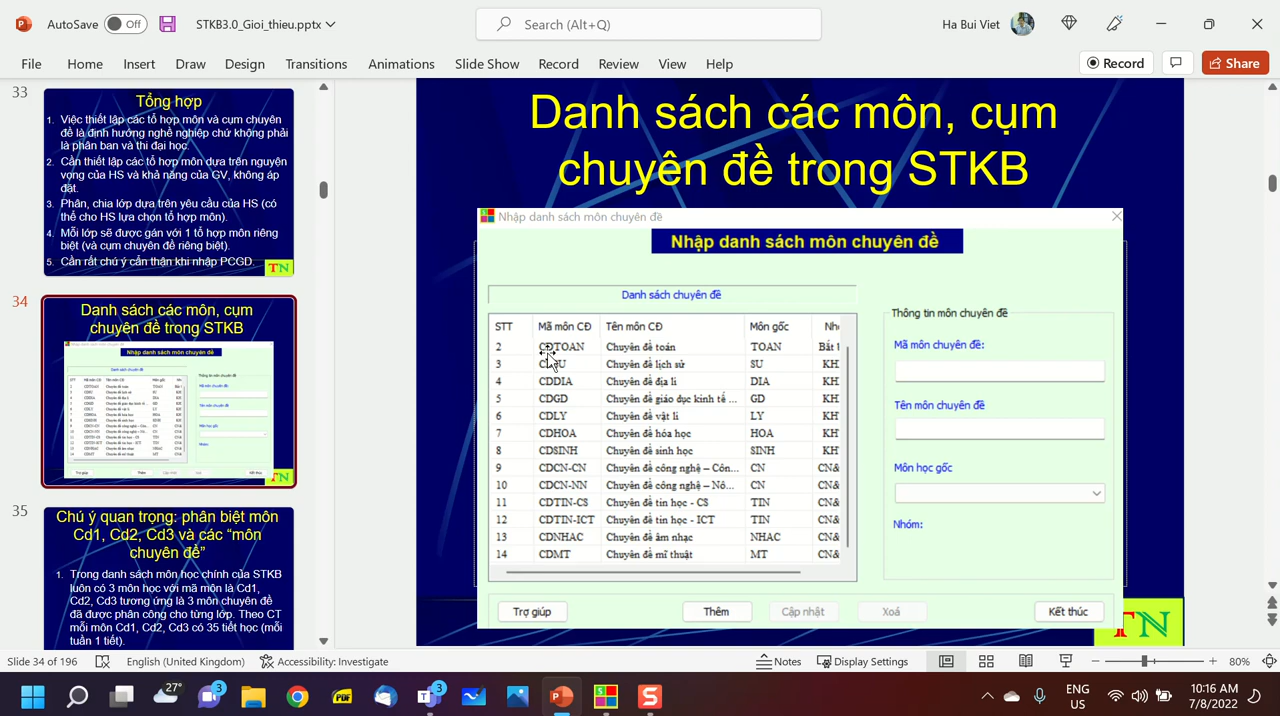 AutoSave Off STKB3.0_Gioi_thieu.pptx Search (Alt+Q) Ha Bui Viet
File Home Insert Draw Design Transitions Animations Slide Show Record Review View Help Record Share
33
Tổng hợp
1. Việc thiết lập các tổ hợp môn và cụm chuyên
đề là định hướng nghề nghiệp chứ không phải
là phân ban và thi đại học.
2. Cần thiết lập các tổ hợp môn dựa trên nguyện
vọng của HS và khả năng của GV, không áp
đặt.
3. Phân, chia lớp dựa trên yêu cầu của HS (có
thể cho HS lựa chọn tổ hợp môn).
4. Mỗi lớp sẽ được gán với 1 tổ hợp môn riêng
biệt (và cụm chuyên đề riêng biệt).
5. Cần rất chú ý cẩn thận khi nhập PCGD.
TN
34
Danh sách các môn, cụm
chuyên đề trong STKB
Nhập danh sách môn chuyên đề
TN
35
Chú ý quan trọng: phân biệt môn
Cd1, Cd2, Cd3 và các “môn
chuyên đề”
1. Trong danh sách môn học chính của STKB
luôn có 3 môn học với mã môn là Cd1,
Cd2, Cd3 tương ứng là 3 môn chuyên đề
đã được phân công cho từng lớp. Theo CT
mỗi môn Cd1, Cd2, Cd3 có 35 tiết học (mỗi
tuần 1 tiết).
Danh sách các môn, cụm
chuyên đề trong STKB
Nhập danh sách môn chuyên đề
Nhập danh sách môn chuyên đề
Danh sách chuyên đề
STT Mã môn CĐ Tên môn CĐ Môn gốc
2 CDTOAN Chuyên đề toán TOAN
3 CDSU Chuyên đề lịch sử SU KH
4 CDDIA Chuyên đề địa lí DIA KH
5 CDGD Chuyên đề giáo dục kinh tế ... GD KH
6 CDLY Chuyên đề vật lí LY KH
7 CDHOA Chuyên đề hóa học HOA KH
8 CDSINH Chuyên đề sinh học SINH KH
9 CDCN-CN Chuyên đề công nghệ – Côn... CN CN&
10 CDCN-NN Chuyên đề công nghệ – Nô... CN CN&
11 CDTIN-CS Chuyên đề tin học - CS TIN CN&
12 CDTIN-ICT Chuyên đề tin học - ICT TIN CN&
13 CDNHAC Chuyên đề âm nhạc NHAC CN&
14 CDMT Chuyên đề mĩ thuật MT CN&
Thông tin môn chuyên đề
Mã môn chuyên đề:
Tên môn chuyên đề
Môn học gốc
Nhóm:
Trợ giúp Thêm Cập nhật Xoá Kết thúc
TN
Slide 34 of 196 English (United Kingdom) Accessibility: Investigate Notes Display Settings 80%
27° 3 PDF 3 ENG
US
10:16 AM
7/8/2022